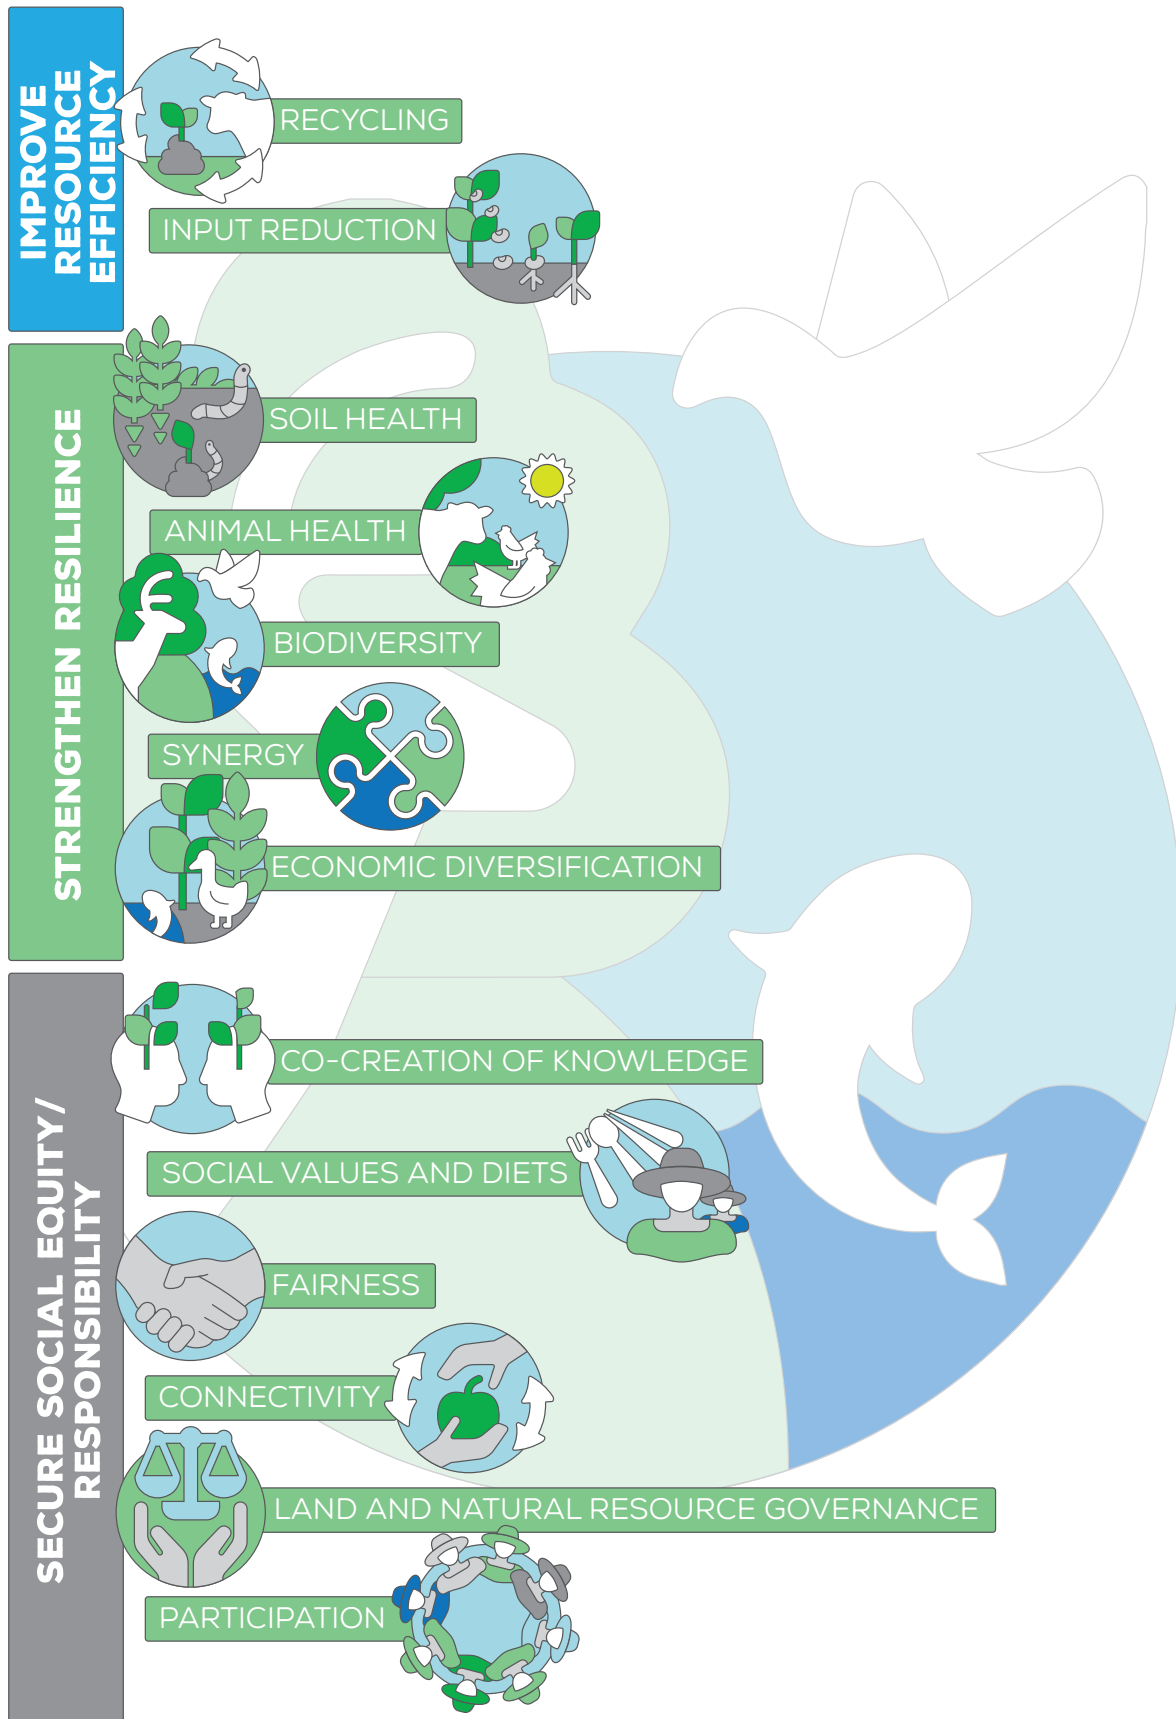 IMPROVE
RESOURCE
EFFICIENCY
RECYCLING
INPUT REDUCTION
STRENGTHEN RESILIENCE
SOIL HEALTH
ANIMAL HEALTH
BIODIVERSITY
SYNERGY
ECONOMIC DIVERSIFICATION
SECURE SOCIAL EQUITY/
RESPONSIBILITY
CO-CREATION OF KNOWLEDGE
SOCIAL VALUES AND DIETS
FAIRNESS
CONNECTIVITY
LAND AND NATURAL RESOURCE GOVERNANCE
PARTICIPATION